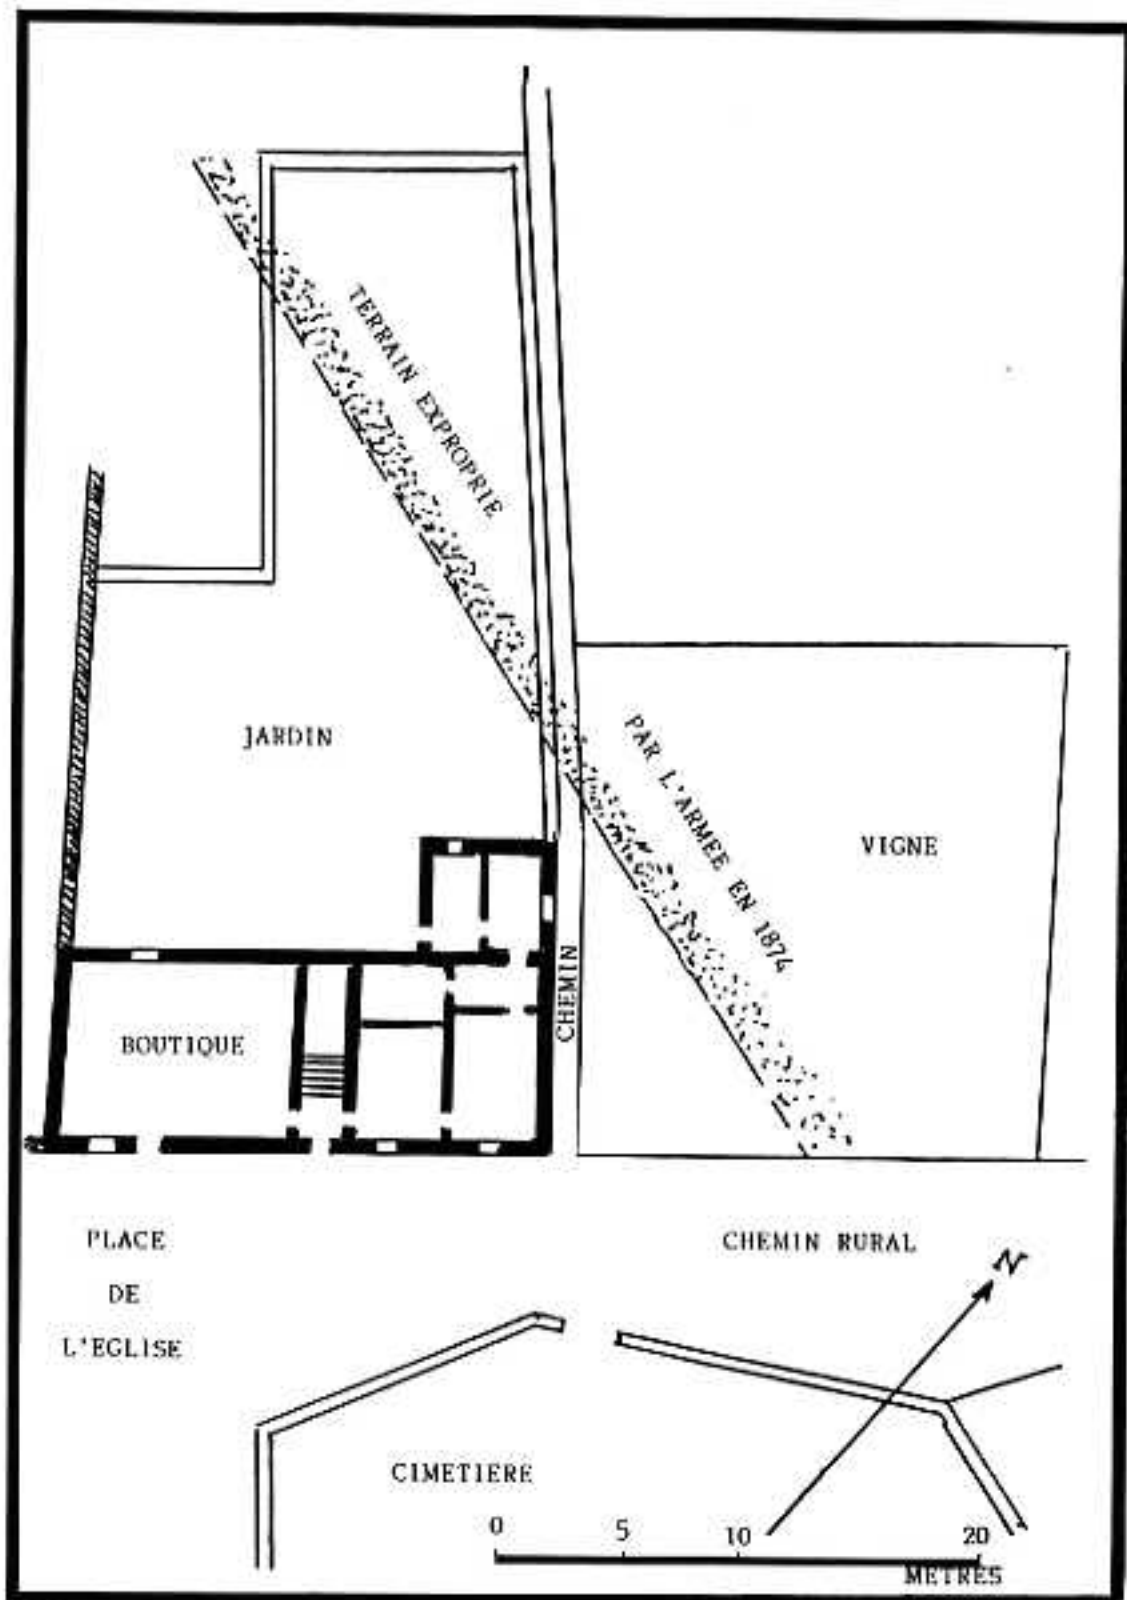 TERRAIN EXPROPRIE
PAR L'ARMEE EN 1874
JARDIN
VIGNE
CHEMIN
BOUTIQUE
PLACE
DE
L'EGLISE
CHEMIN RURAL
N
CIMETIERE
0 5 10 20
METRES